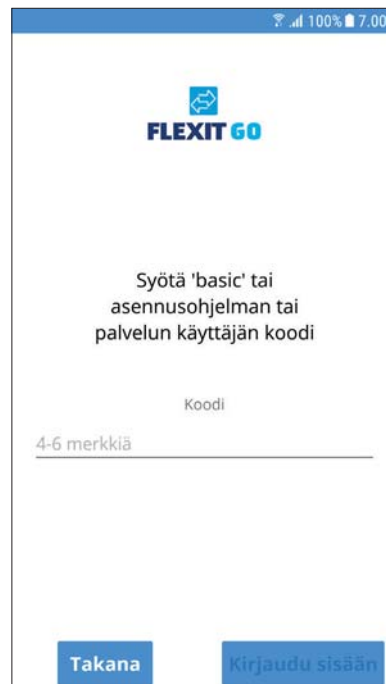 100% 7.00
FLEXIT GO
Syötä 'basic' tai
asennusohjelman tai
palvelun käyttäjän koodi
Koodi
4-6 merkkiä
Takana
Kirjaudu sisään